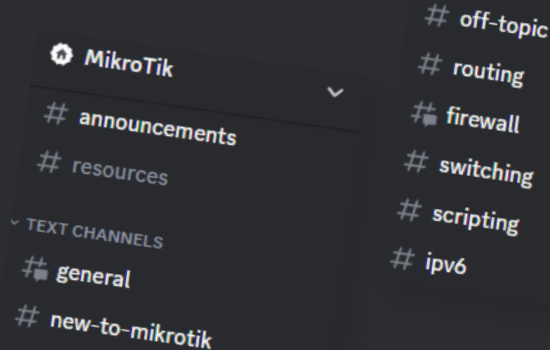 MikroTik
announcements
resources
TEXT CHANNELS
general
new-to-mikrotik
off-topic
routing
firewall
switching
scripting
ipv6